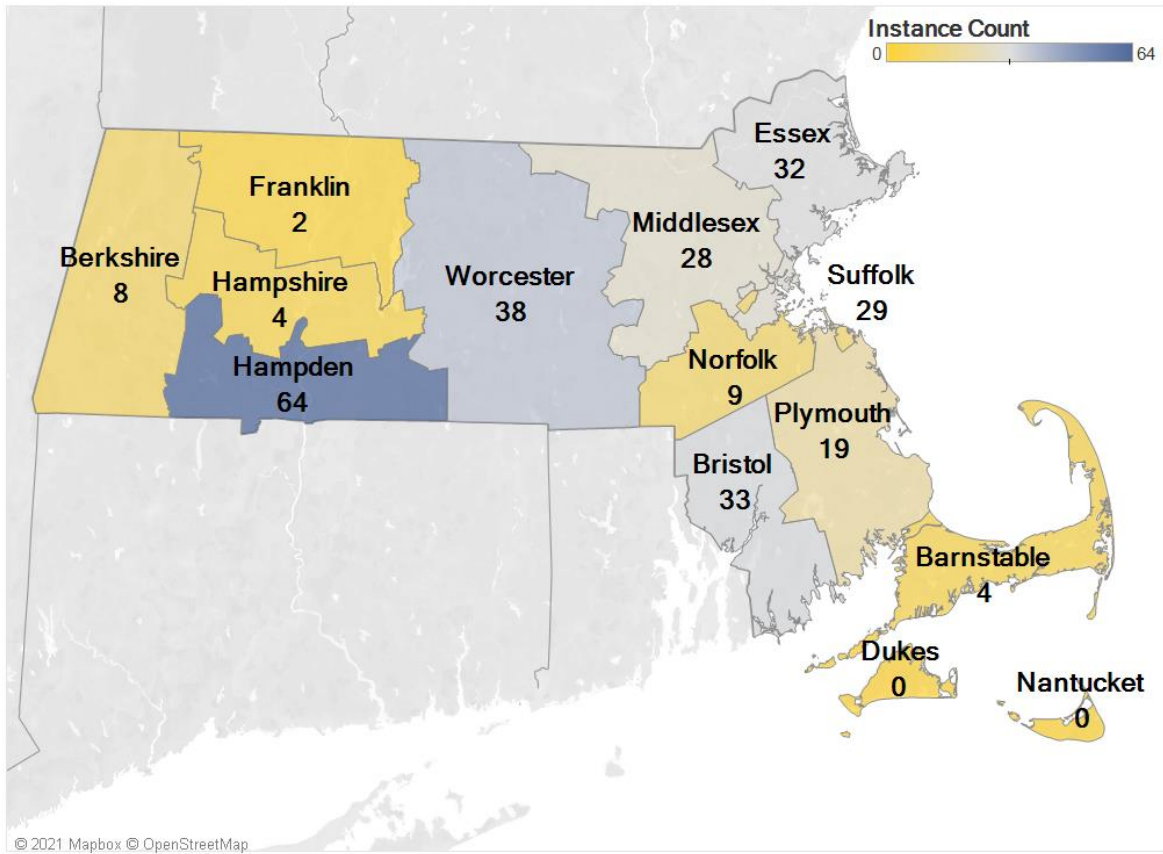 Instance Count
0
64
Essex
32
Franklin
2
Middlesex
28
Berkshire
8
Hampshire
4
Worcester
38
Suffolk
29
Hampden
64
Norfolk
9
Plymouth
19
Bristol
33
Barnstable
4
Dukes
0
Nantucket
0
© 2021 Mapbox © OpenStreetMap